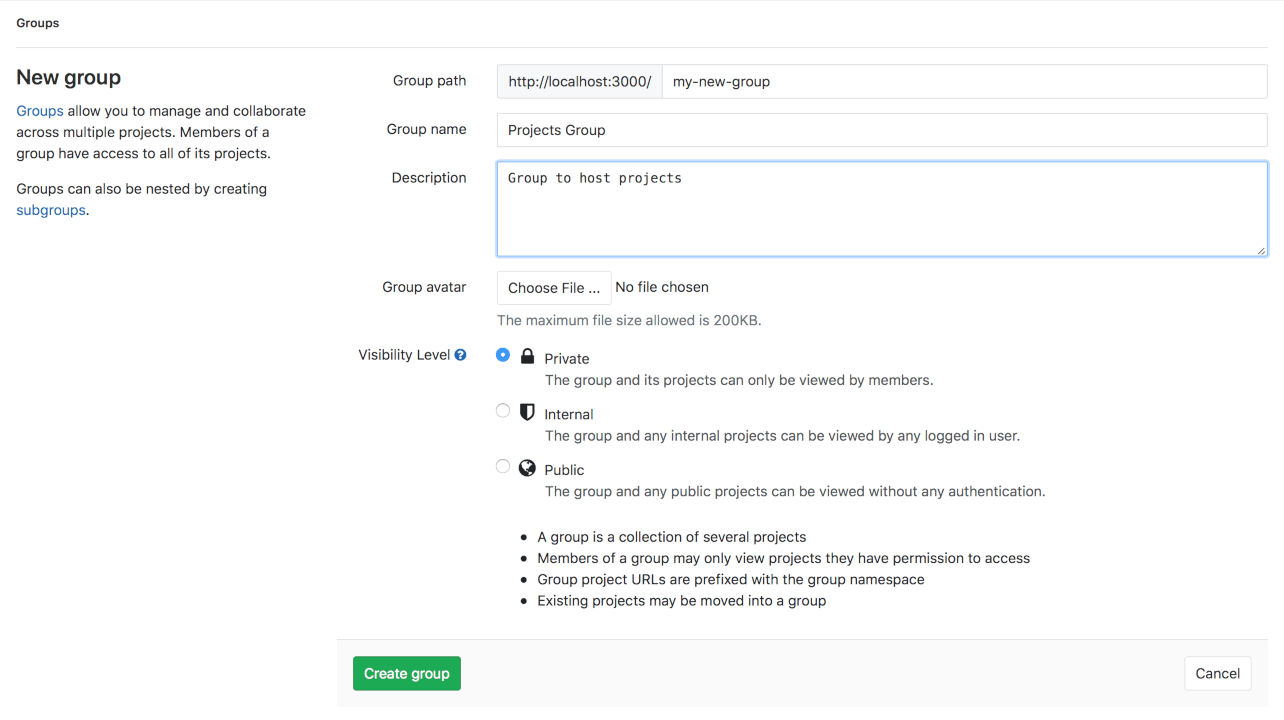 Groups
New group
Groups allow you to manage and collaborate
across multiple projects. Members of a
group have access to all of its projects.
Groups can also be nested by creating
subgroups.
Group path
http://localhost:3000/ my-new-group
Group name
Projects Group
Description
Group to host projects
Group avatar
Choose File ... No file chosen
The maximum file size allowed is 200KB.
Visibility Level ?
Private
The group and its projects can only be viewed by members.
Internal
The group and any internal projects can be viewed by any logged in user.
Public
The group and any public projects can be viewed without any authentication.
• A group is a collection of several projects
• Members of a group may only view projects they have permission to access
• Group project URLs are prefixed with the group namespace
• Existing projects may be moved into a group
Create group
Cancel